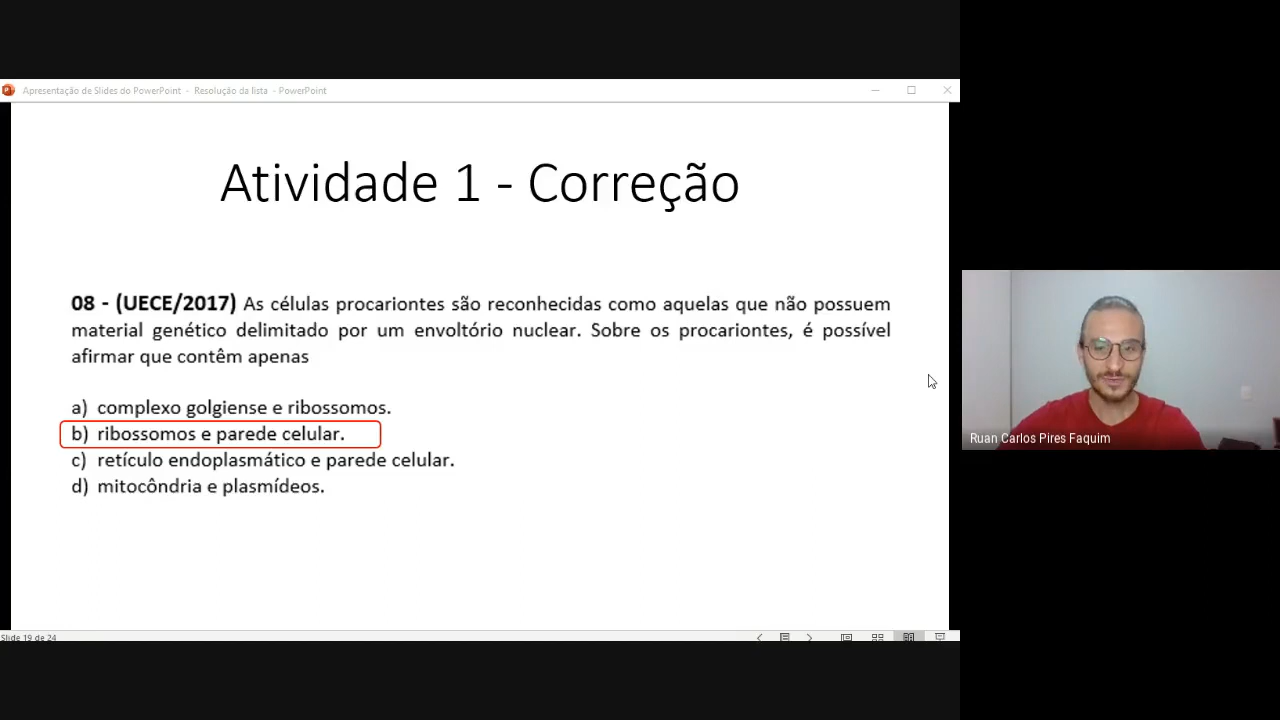 Apresentação de Slides do PowerPoint - Resolução da lista - PowerPoint
Atividade 1 - Correção
08 - (UECE/2017) As células procariontes são reconhecidas como aquelas que não possuem
material genético delimitado por um envoltório nuclear. Sobre os procariontes, é possível
afirmar que contêm apenas
a) complexo golgiense e ribossomos.
b) ribossomos e parede celular.
c) retículo endoplasmático e parede celular.
d) mitocôndria e plasmídeos.
Ruan Carlos Pires Faquim
Slide 19 de 24